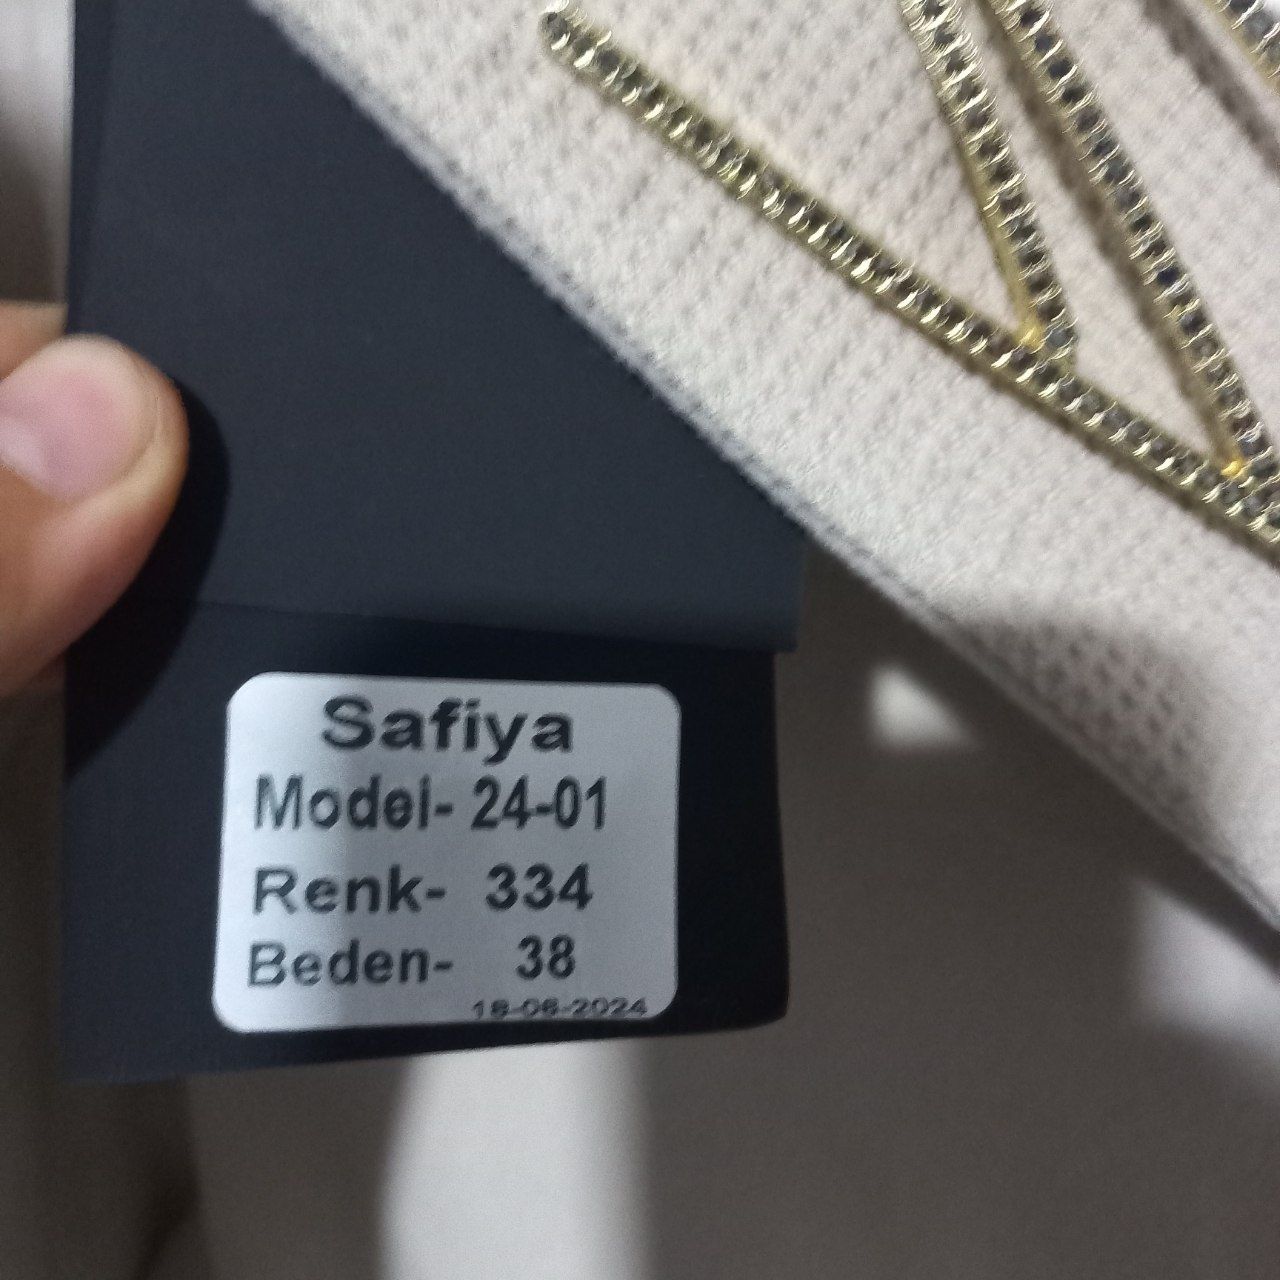 Safiya
Model- 24-01
Renk- 334
Beden- 38
18-06-2024